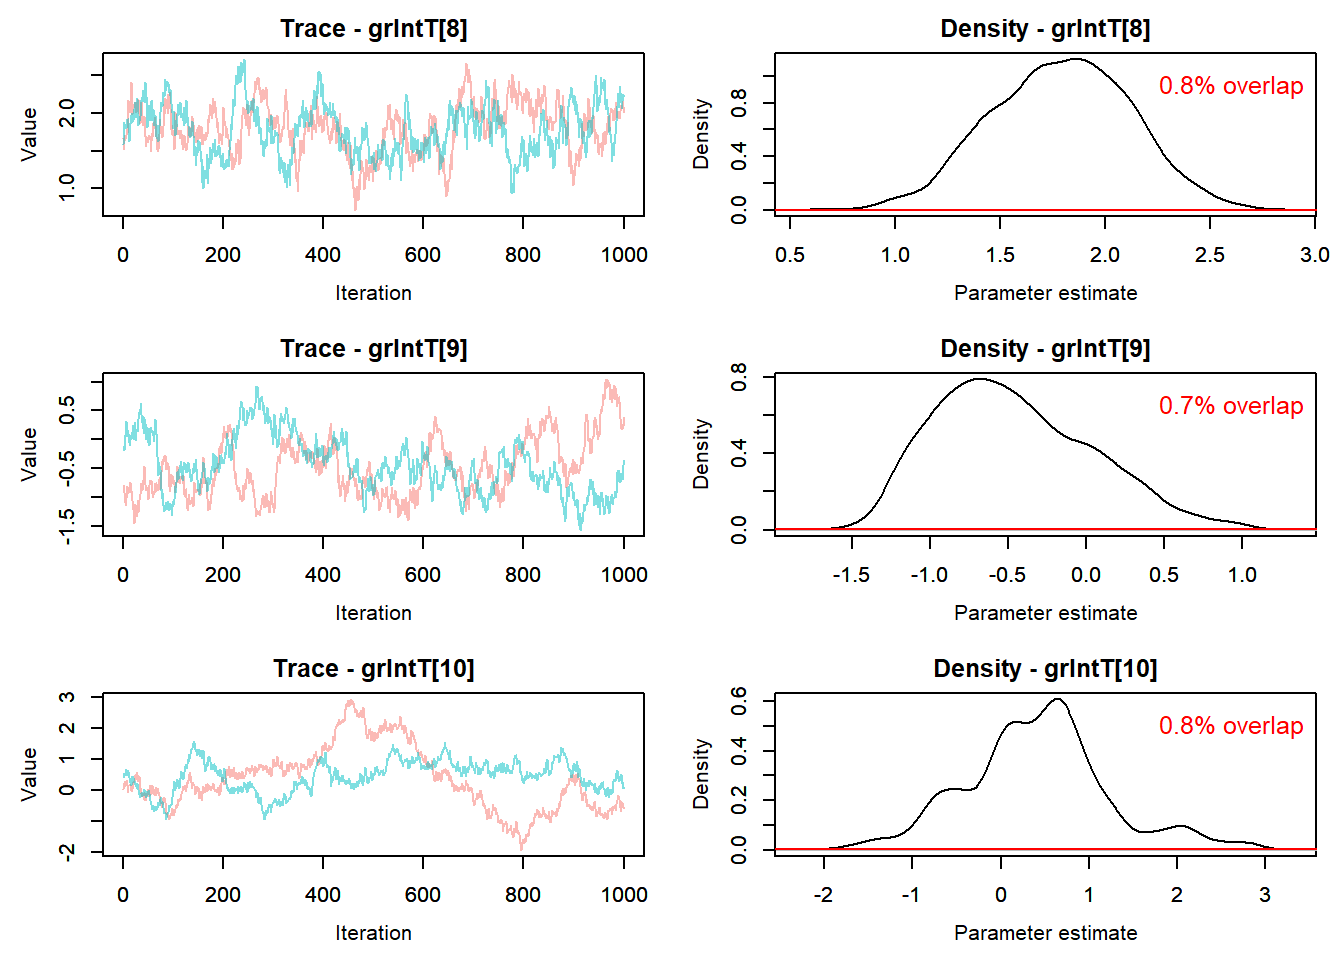 Trace - grIntT[8]
Value
1.0
2.0
0
200
400
600
800
1000
Iteration
Density - grIntT[8]
0.8% overlap
Density
0.0
0.4
0.8
0.5
1.0
1.5
2.0
2.5
3.0
Parameter estimate
Trace - grIntT[9]
Value
-1.5
-0.5
0.5
0
200
400
600
800
1000
Iteration
Density - grIntT[9]
0.7% overlap
Density
0.0
0.4
0.8
-1.5
-1.0
-0.5
0.0
0.5
1.0
Parameter estimate
Trace - grIntT[10]
Value
-2
0
1
2
3
0
200
400
600
800
1000
Iteration
Density - grIntT[10]
0.8% overlap
Density
0.0
0.2
0.4
0.6
-2
-1
0
1
2
3
Parameter estimate